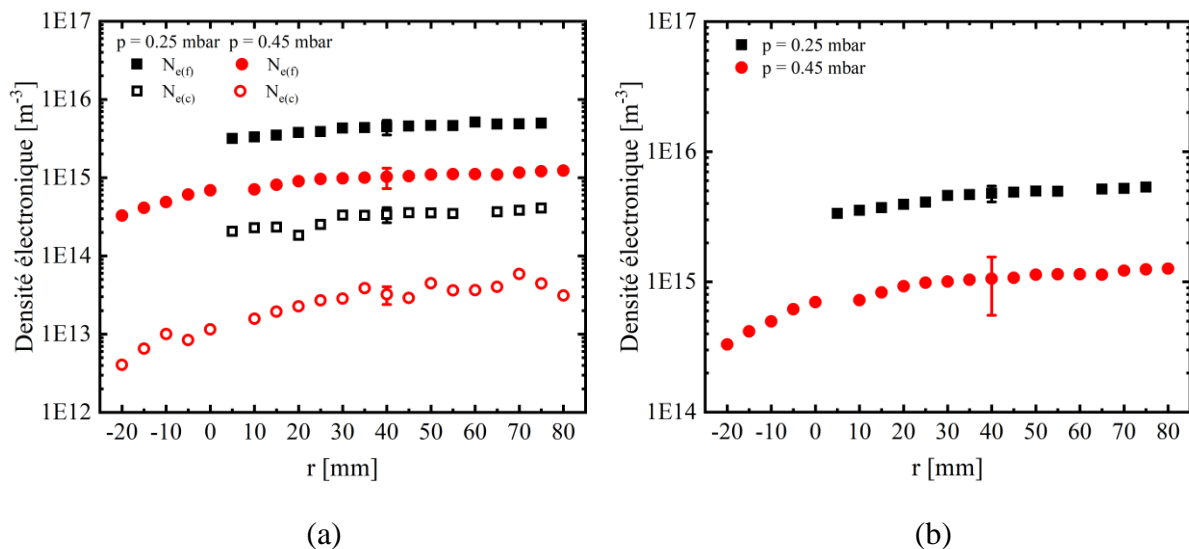 1E17
1E16
1E15
1E14
1E13
1E12
Densité électronique [m⁻³]
p = 0.25 mbar p = 0.45 mbar
Nₑ₍f₎ Nₑ₍f₎
Nₑ₍c₎ Nₑ₍c₎
-20 -10 0 10 20 30 40 50 60 70 80
r [mm]
(a)
1E17
1E16
1E15
1E14
Densité électronique [m⁻³]
p = 0.25 mbar
p = 0.45 mbar
-20 -10 0 10 20 30 40 50 60 70 80
r [mm]
(b)